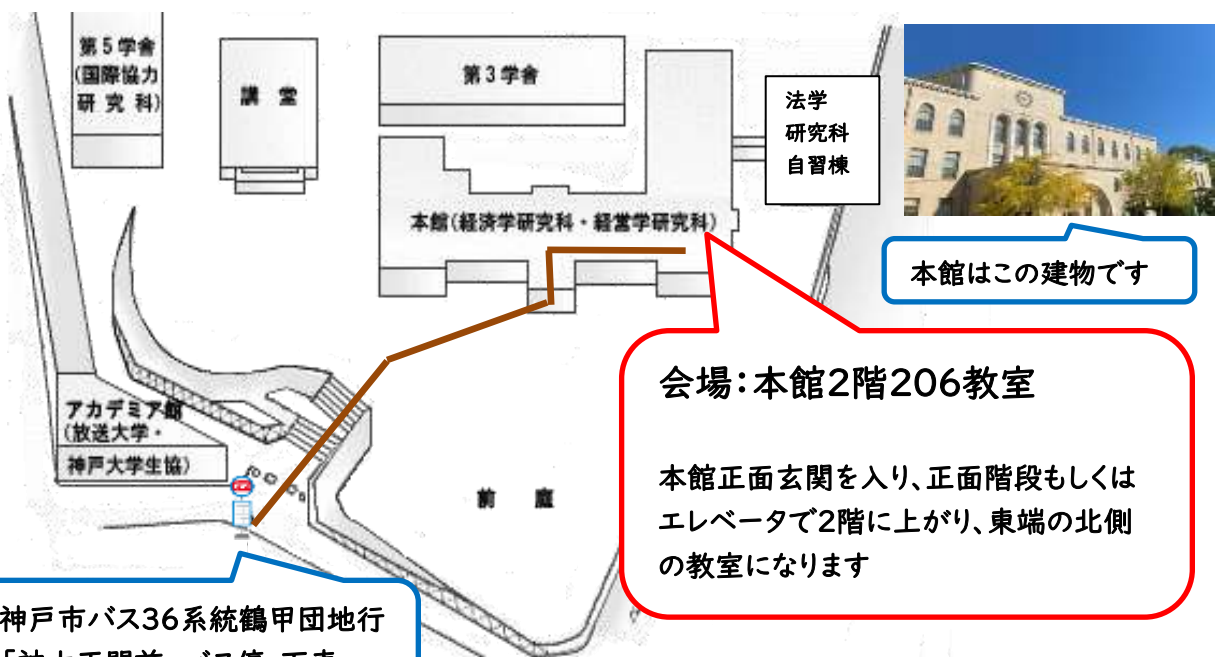 第5学舎
(国際協力
研究科)
講堂
第3学舎
法学
研究科
自習棟
本館(経済学研究科・経営学研究科)
本館はこの建物です
会場:本館2階206教室
本館正面玄関を入り、正面階段もしくは
エレベータで2階に上がり、東端の北側
の教室になります
アカデミア館
(放送大学・
神戸大学生協)
前庭
神戸市バス36系統鶴甲団地行